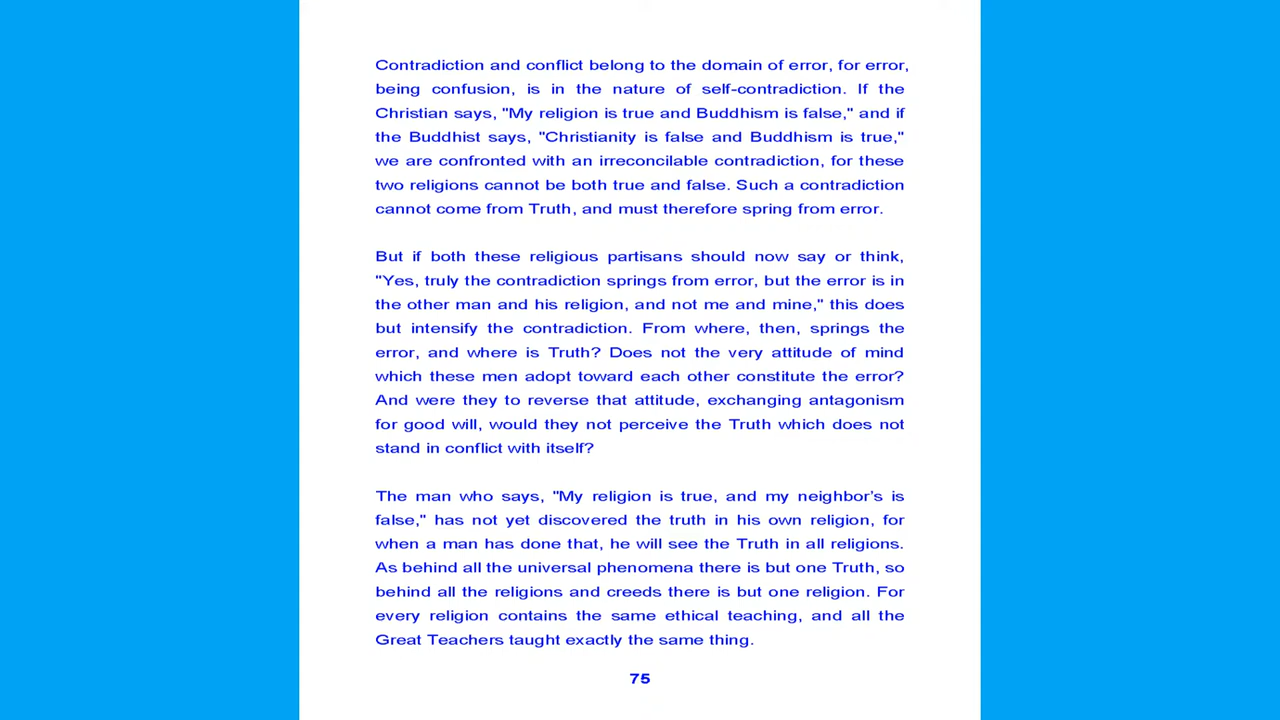 Contradiction and conflict belong to the domain of error, for error,
being confusion, is in the nature of self-contradiction. If the
Christian says, "My religion is true and Buddhism is false," and if
the Buddhist says, "Christianity is false and Buddhism is true,"
we are confronted with an irreconcilable contradiction, for these
two religions cannot be both true and false. Such a contradiction
cannot come from Truth, and must therefore spring from error.
But if both these religious partisans should now say or think,
"Yes, truly the contradiction springs from error, but the error is in
the other man and his religion, and not me and mine," this does
but intensify the contradiction. From where, then, springs the
error, and where is Truth? Does not the very attitude of mind
which these men adopt toward each other constitute the error?
And were they to reverse that attitude, exchanging antagonism
for good will, would they not perceive the Truth which does not
stand in conflict with itself?
The man who says, "My religion is true, and my neighbor’s is
false," has not yet discovered the truth in his own religion, for
when a man has done that, he will see the Truth in all religions.
As behind all the universal phenomena there is but one Truth, so
behind all the religions and creeds there is but one religion. For
every religion contains the same ethical teaching, and all the
Great Teachers taught exactly the same thing.
75